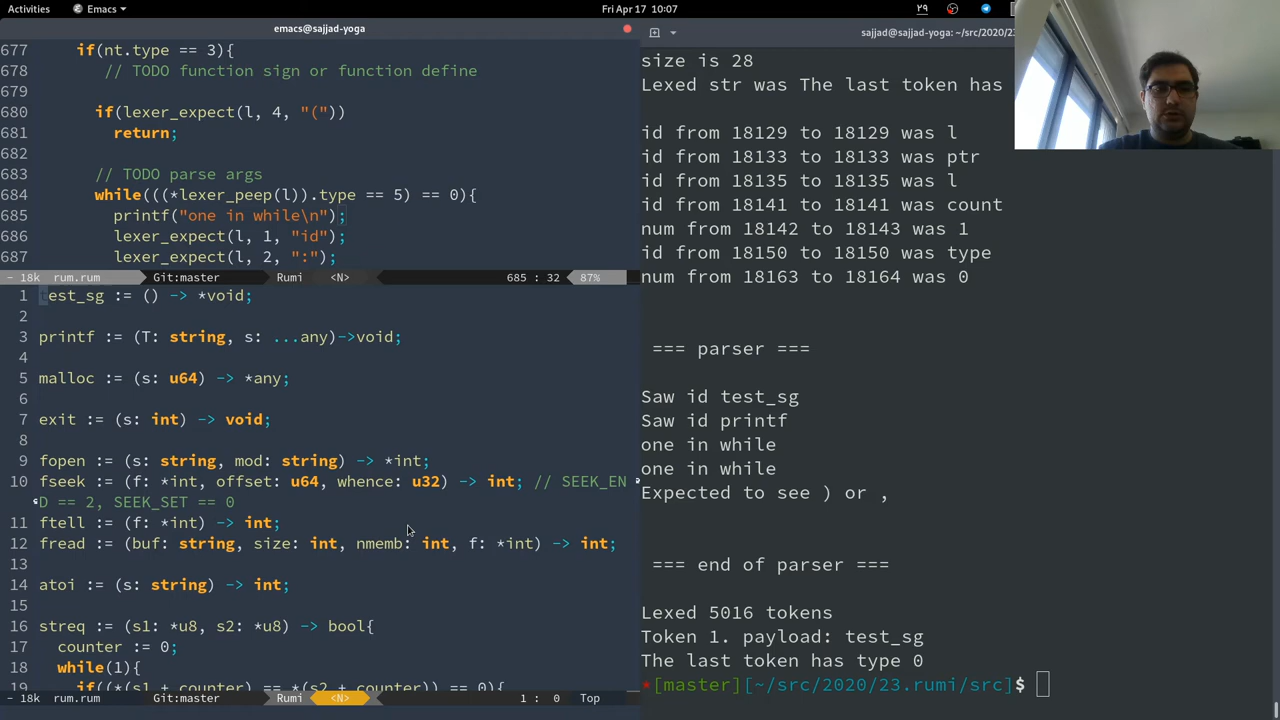 Activities Emacs Fri Apr 17 10:07 ۲۹
emacs@sajjad-yoga
677 if(nt.type == 3){
678 // TODO function sign or function define
679
680 if(lexer_expect(l, 4, "("))
681 return;
682
683 // TODO parse args
684 while(((*lexer_peep(l)).type == 5) == 0){
685 printf("one in while\n");
686 lexer_expect(l, 1, "id");
687 lexer_expect(l, 2, ":");
- 18k rum.rum Git:master Rumi <N> 685 : 32 87%
1 test_sg := () -> *void;
2
3 printf := (T: string, s: ...any)->void;
4
5 malloc := (s: u64) -> *any;
6
7 exit := (s: int) -> void;
8
9 fopen := (s: string, mod: string) -> *int;
10 fseek := (f: *int, offset: u64, whence: u32) -> int; // SEEK_EN
D == 2, SEEK_SET == 0
11 ftell := (f: *int) -> int;
12 fread := (buf: string, size: int, nmemb: int, f: *int) -> int;
13
14 atoi := (s: string) -> int;
15
16 streq := (s1: *u8, s2: *u8) -> bool{
17 counter := 0;
18 while(1){
19 if((*(s1 + counter) == *(s2 + counter)) == 0){
- 18k rum.rum Git:master Rumi <N> 1 : 0 Top
sajjad@sajjad-yoga: ~/src/2020/23.
size is 28
Lexed str was The last token has
id from 18129 to 18129 was l
id from 18133 to 18133 was ptr
id from 18135 to 18135 was l
id from 18141 to 18141 was count
num from 18142 to 18143 was 1
id from 18150 to 18150 was type
num from 18163 to 18164 was 0
=== parser ===
Saw id test_sg
Saw id printf
one in while
one in while
Expected to see ) or ,
=== end of parser ===
Lexed 5016 tokens
Token 1. payload: test_sg
The last token has type 0
*[master][~/src/2020/23.rumi/src]$